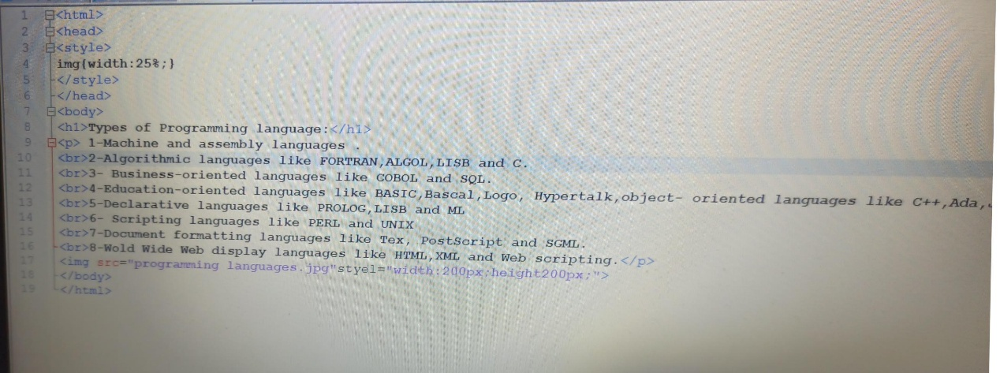 1 <html>
2 <head>
3 <style>
4 img{width:25%;}
5 </style>
6 </head>
7 <body>
8 <h1>Types of Programming language:</h1>
9 <p> 1-Machine and assembly languages .
10 <br>2-Algorithmic languages like FORTRAN,ALGOL,LISB and C.
11 <br>3- Business-oriented languages like COBOL and SQL.
12 <br>4-Education-oriented languages like BASIC,Bascal,Logo, Hypertalk,object- oriented languages like C++,Ada,
13 <br>5-Declarative languages like PROLOG,LISB and ML
14 <br>6- Scripting languages like PERL and UNIX
15 <br>7-Document formatting languages like Tex, PostScript and SGML.
16 <br>8-Wold Wide Web display languages like HTML,XML and Web scripting.</p>
17 <img src="programming languages.jpg"styel="width:200px;height200px;">
18 </body>
19 </html>